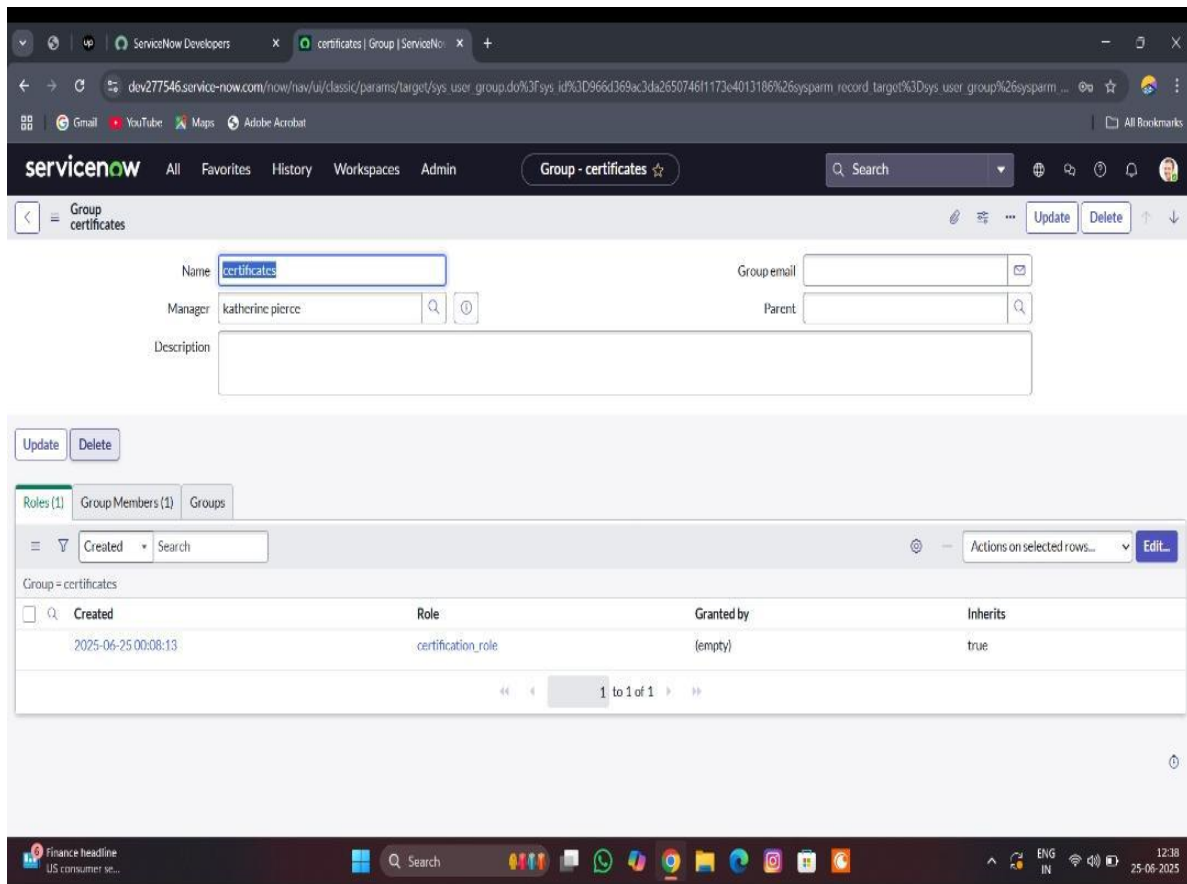 ServiceNow Developers
certificates | Group | ServiceNo
dev277546.service-now.com/now/nav/ui/classic/params/target/sys_user_group.do%3Fsys_id%3D966d369ac3da2650746f1173e4013186%26sysparm_record_target%3Dsys_user_group%26sysparm_...
Gmail YouTube Maps Adobe Acrobat All Bookmarks
servicenow All Favorites History Workspaces Admin Group - certificates Search
Group
certificates
Update Delete
Name certificates Group email
Manager katherine pierce Parent
Description
Update Delete
Roles (1) Group Members (1) Groups
Created Search Actions on selected rows... Edit...
Group = certificates
Created Role Granted by Inherits
2025-06-25 00:08:13 certification_role (empty) true
1 to 1 of 1
6 Finance headline
US consumer se...
Search
ENG
IN
12:38
25-06-2025